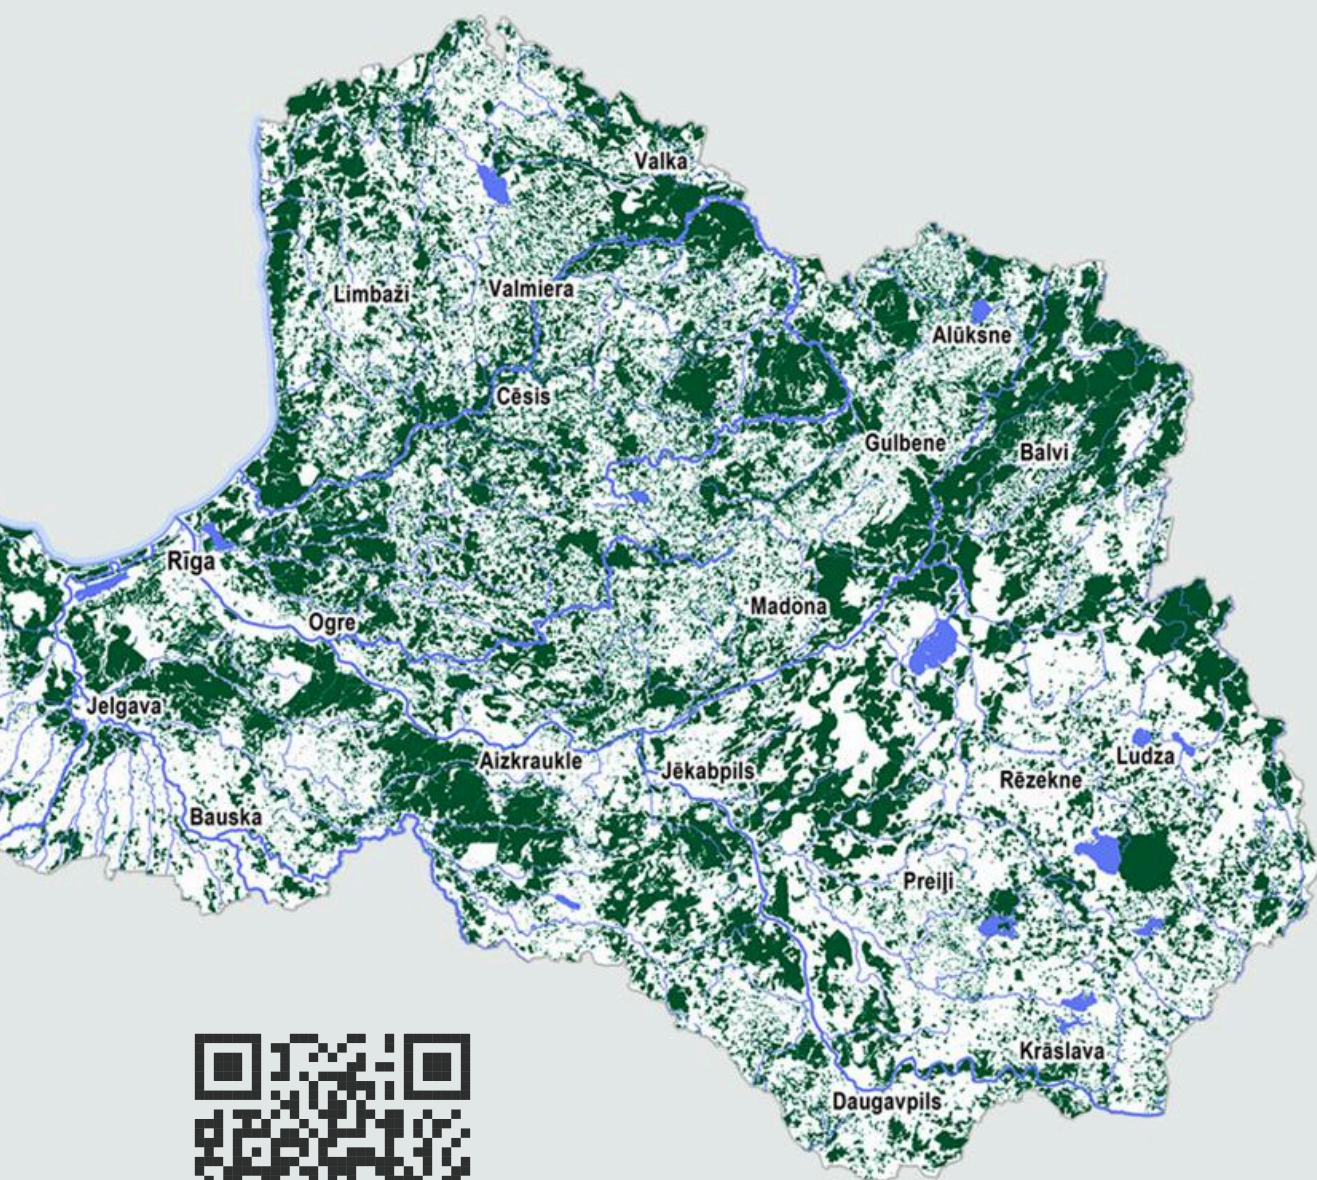 Valka
Limbaži
Valmiera
Alūksne
Cēsis
Gulbene
Balvi
Rīga
Madona
Ogre
Jelgava
Aizkraukle
Jēkabpils
Ludza
Rēzekne
Bauska
Preiļi
Krāslava
Daugavpils